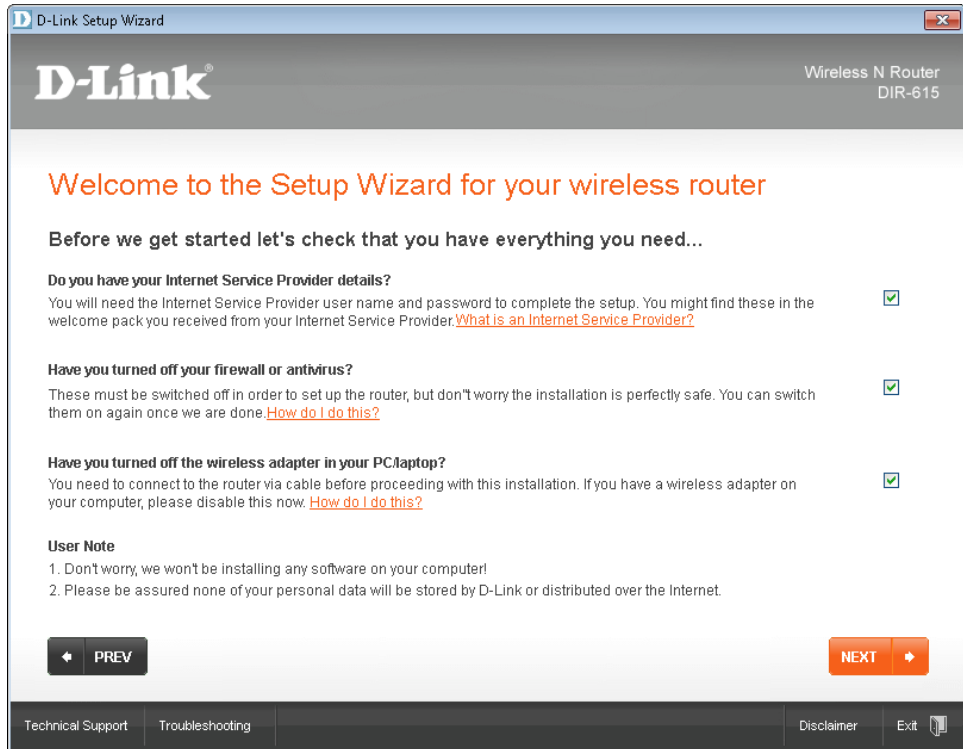 D-Link Setup Wizard
D-Link®
Wireless N Router
DIR-615
Welcome to the Setup Wizard for your wireless router
Before we get started let's check that you have everything you need...
Do you have your Internet Service Provider details?
You will need the Internet Service Provider user name and password to complete the setup. You might find these in the
welcome pack you received from your Internet Service Provider.What is an Internet Service Provider?
Have you turned off your firewall or antivirus?
These must be switched off in order to set up the router, but don"t worry the installation is perfectly safe. You can switch
them on again once we are done.How do I do this?
Have you turned off the wireless adapter in your PC/laptop?
You need to connect to the router via cable before proceeding with this installation. If you have a wireless adapter on
your computer, please disable this now. How do I do this?
User Note
1. Don't worry, we won't be installing any software on your computer!
2. Please be assured none of your personal data will be stored by D-Link or distributed over the Internet.
PREV
NEXT
Technical Support
Troubleshooting
Disclaimer
Exit